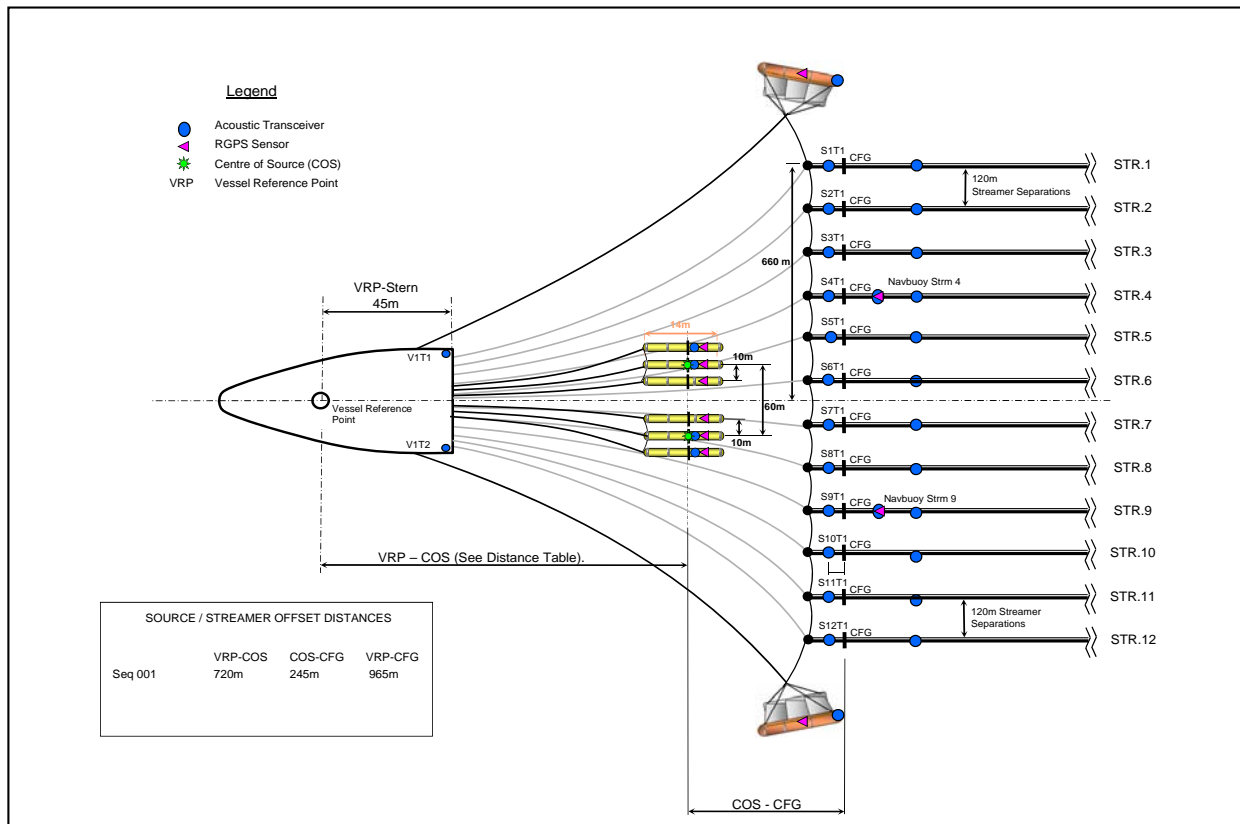 Legend
Acoustic Transceiver
RGPS Sensor
Centre of Source (COS)
VRP Vessel Reference Point
S1T1 CFG
STR.1
120m
Streamer Separations
S2T1 CFG
STR.2
S3T1 CFG
STR.3
660 m
VRP-Stern
45m
S4T1 CFG
Navbuoy Strm 4
STR.4
14m
V1T1
S5T1 CFG
STR.5
10m
S6T1 CFG
STR.6
60m
Vessel Reference
Point
S7T1 CFG
STR.7
10m
V1T2
S8T1 CFG
STR.8
S9T1 CFG
Navbuoy Strm 9
STR.9
S10T1 CFG
STR.10
VRP – COS (See Distance Table).
S11T1
CFG
STR.11
120m Streamer
Separations
S12T1
CFG
STR.12
SOURCE / STREAMER OFFSET DISTANCES
VRP-COS COS-CFG VRP-CFG
Seq 001 720m 245m 965m
COS - CFG